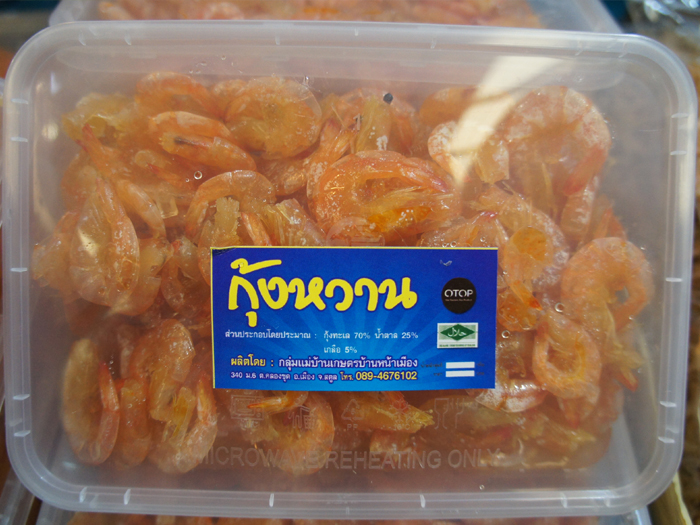 กุ้งหวาน
OTOP
ส่วนประกอบโดยประมาณ : กุ้งทะเล 70% น้ำตาล 25%
เกลือ 5%
ผลิตโดย : กลุ่มแม่บ้านเกษตรบ้านหน้าเมือง
340 ม.6 ต.คลองขุด อ.เมือง จ.สตูล โทร. 089-4676102
حلال
MICROWAVE REHEATING ONLY